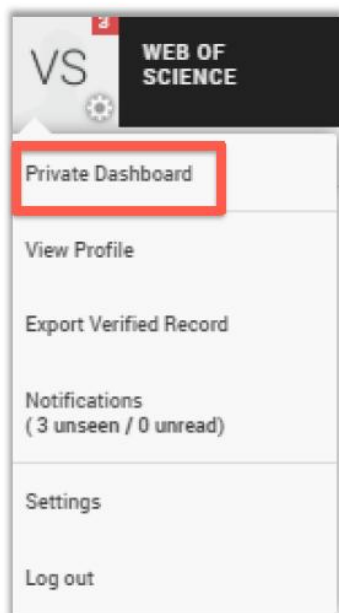 3
VS
WEB OF
SCIENCE
Private Dashboard
View Profile
Export Verified Record
Notifications
( 3 unseen / 0 unread)
Settings
Log out